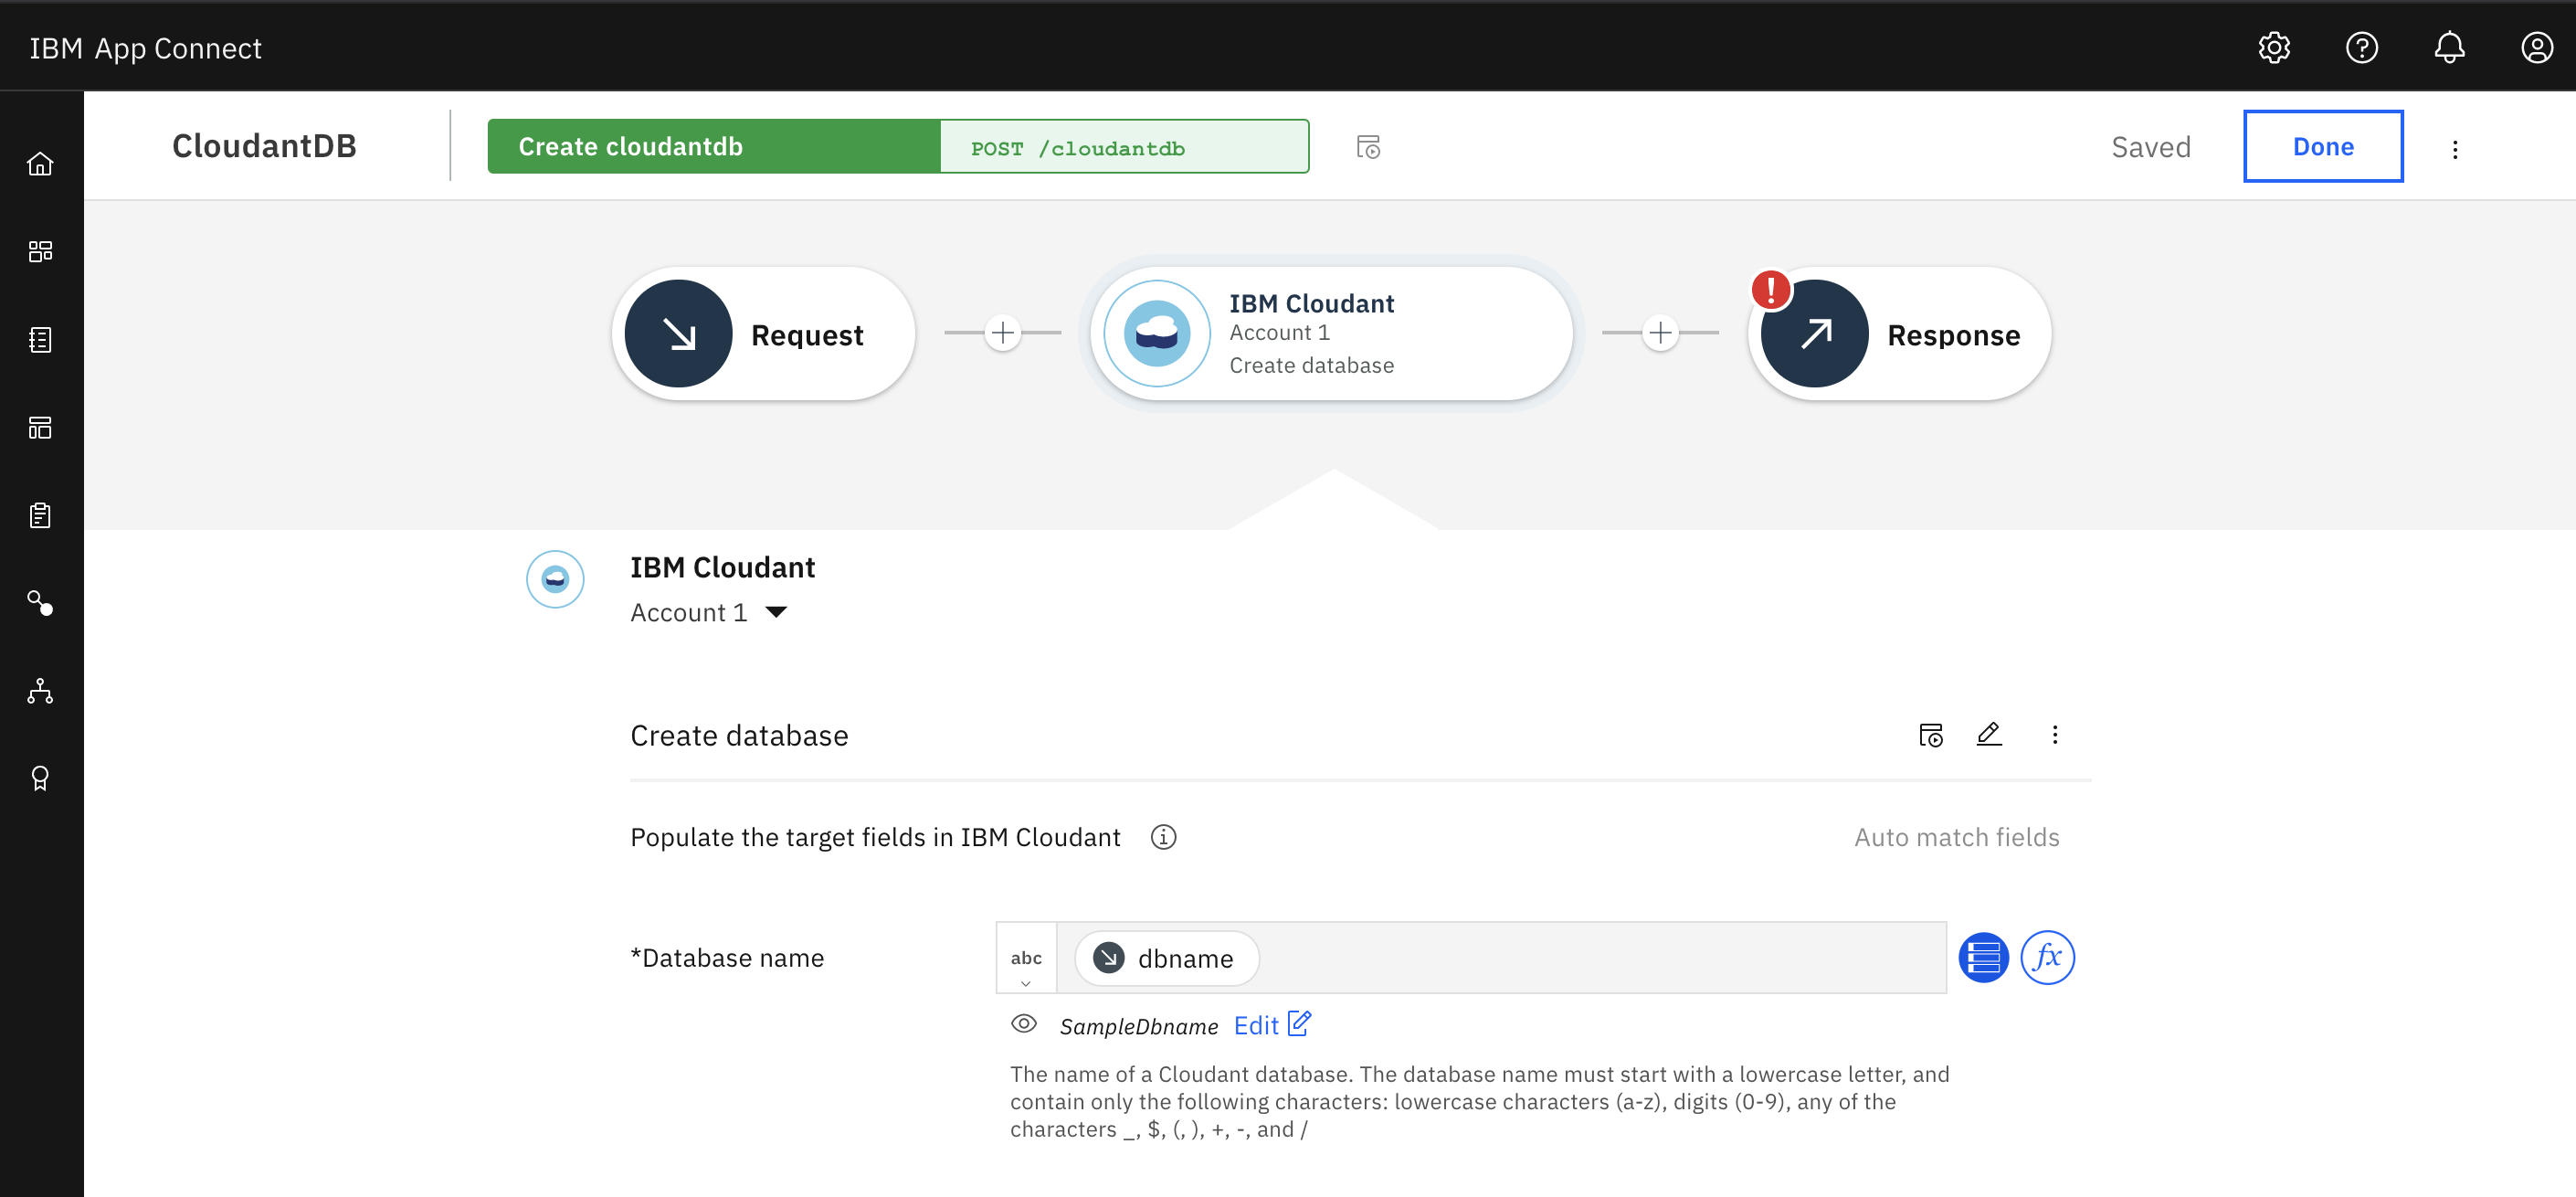 IBM App Connect
CloudantDB
Create cloudantdb
POST /cloudantdb
Saved
Done
Request
IBM Cloudant
Account 1
Create database
!
Response
IBM Cloudant
Account 1
Create database
Populate the target fields in IBM Cloudant
Auto match fields
*Database name
abc
dbname
fx
SampleDbname Edit
The name of a Cloudant database. The database name must start with a lowercase letter, and
contain only the following characters: lowercase characters (a-z), digits (0-9), any of the
characters _, $, (, ), +, -, and /